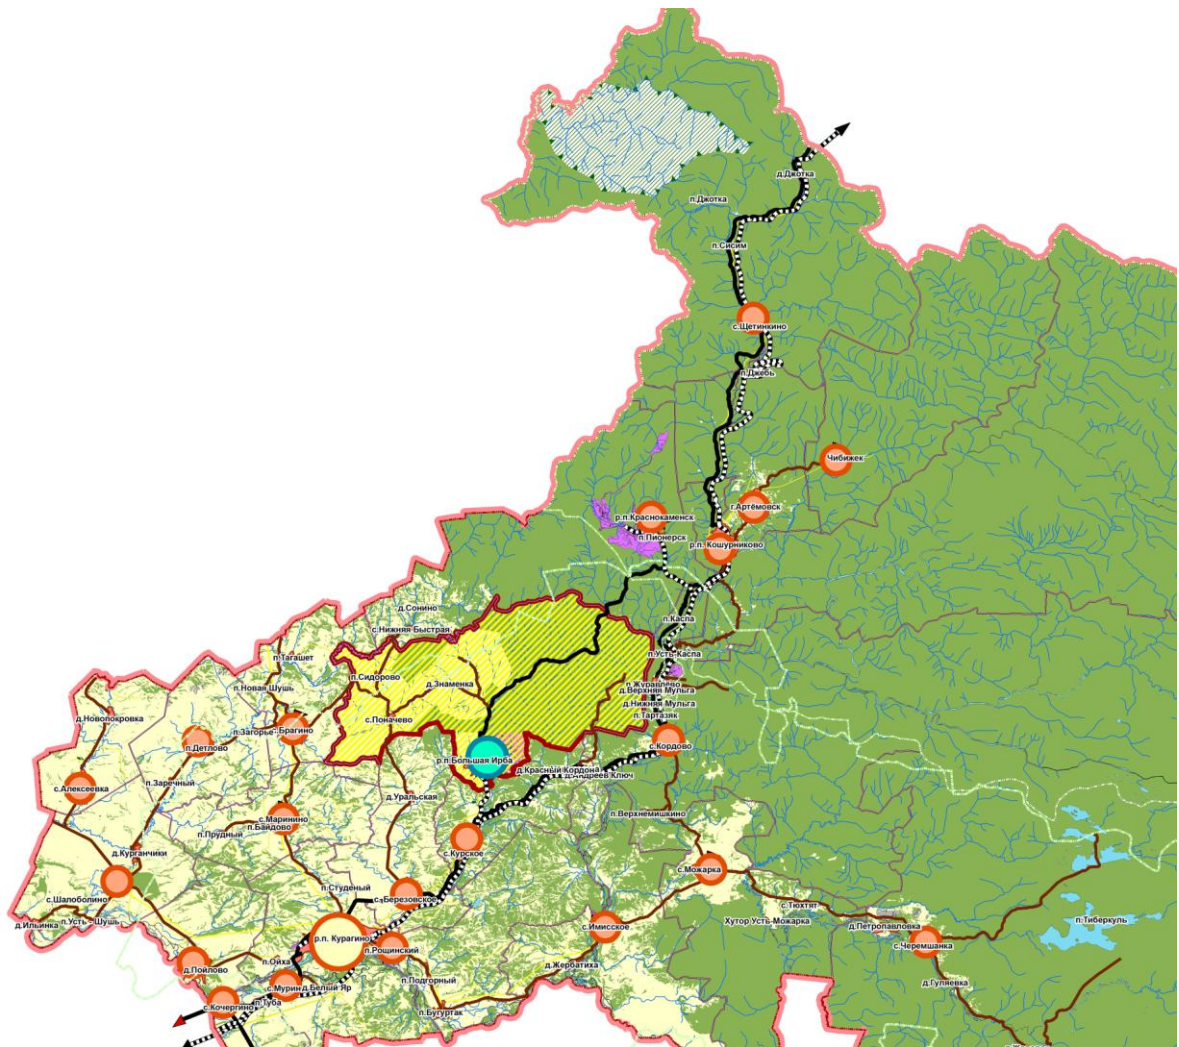 д.Джотка
п.Джотка
п.Сисим
с.Щетинкино
п.Джебь
Чибижек
г.Артёмовск
р.п.Краснокаменск
п.Пионерск
р.п. Кошурниково
д.Сонино
п.Каспа
с.Нижняя Быстрая
п.Усть-Каспа
п.Тагашет
п.Сидорово
д.Знаменка
п.Журавлёво
п.Новая Шушь
д.Верхняя Мульга
д.Нижняя Мульга
д.Новопокровка
с.Поначево
п.Тартазяк
п.Загорье
с.Брагино
п.Детлово
с.Кордово
р.п.Большая Ирба
д.Красный Кордон
д.Андреев Ключ
п.Заречный
с.Алексеевка
д.Уральская
п.Верхнемишкино
с.Маринино
п.Байдово
п.Прудный
д.Курганчики
с.Курское
с.Можарка
с.Шалоболино
п.Студеный
с.Березовское
с.Тюхтят
п.Усть - Шушь
д.Ильинка
Хутор Усть-Можарка
д.Петропавловка
п.Тиберкуль
с.Имисское
р.п. Курагино
с.Черемшанка
п.Рощинский
п.Ойха
д.Пойлово
д.Жербатиха
п.Подгорный
д.Гуляевка
с.Мурин
д.Белый Яр
п.Туба
с.Кочергино
п.Бугуртак